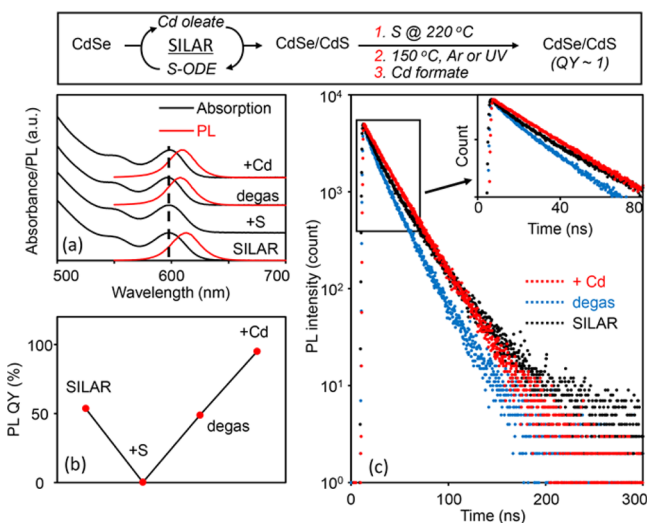 Cd oleate
CdSe
SILAR
S-ODE
CdSe/CdS
1. S @ 220 °C
2. 150 °C, Ar or UV
3. Cd formate
CdSe/CdS
(QY ~ 1)
Absorbance/PL (a.u.)
Absorption
PL
+Cd
degas
+S
SILAR
(a)
500 600 700
Wavelength (nm)
PL QY (%)
100
50
0
SILAR
+S
degas
+Cd
(b)
PL intensity (count)
10⁴
10³
10²
10¹
10⁰
0 100 200 300
Time (ns)
(c)
Count
0 40 80
Time (ns)
+ Cd
degas
SILAR